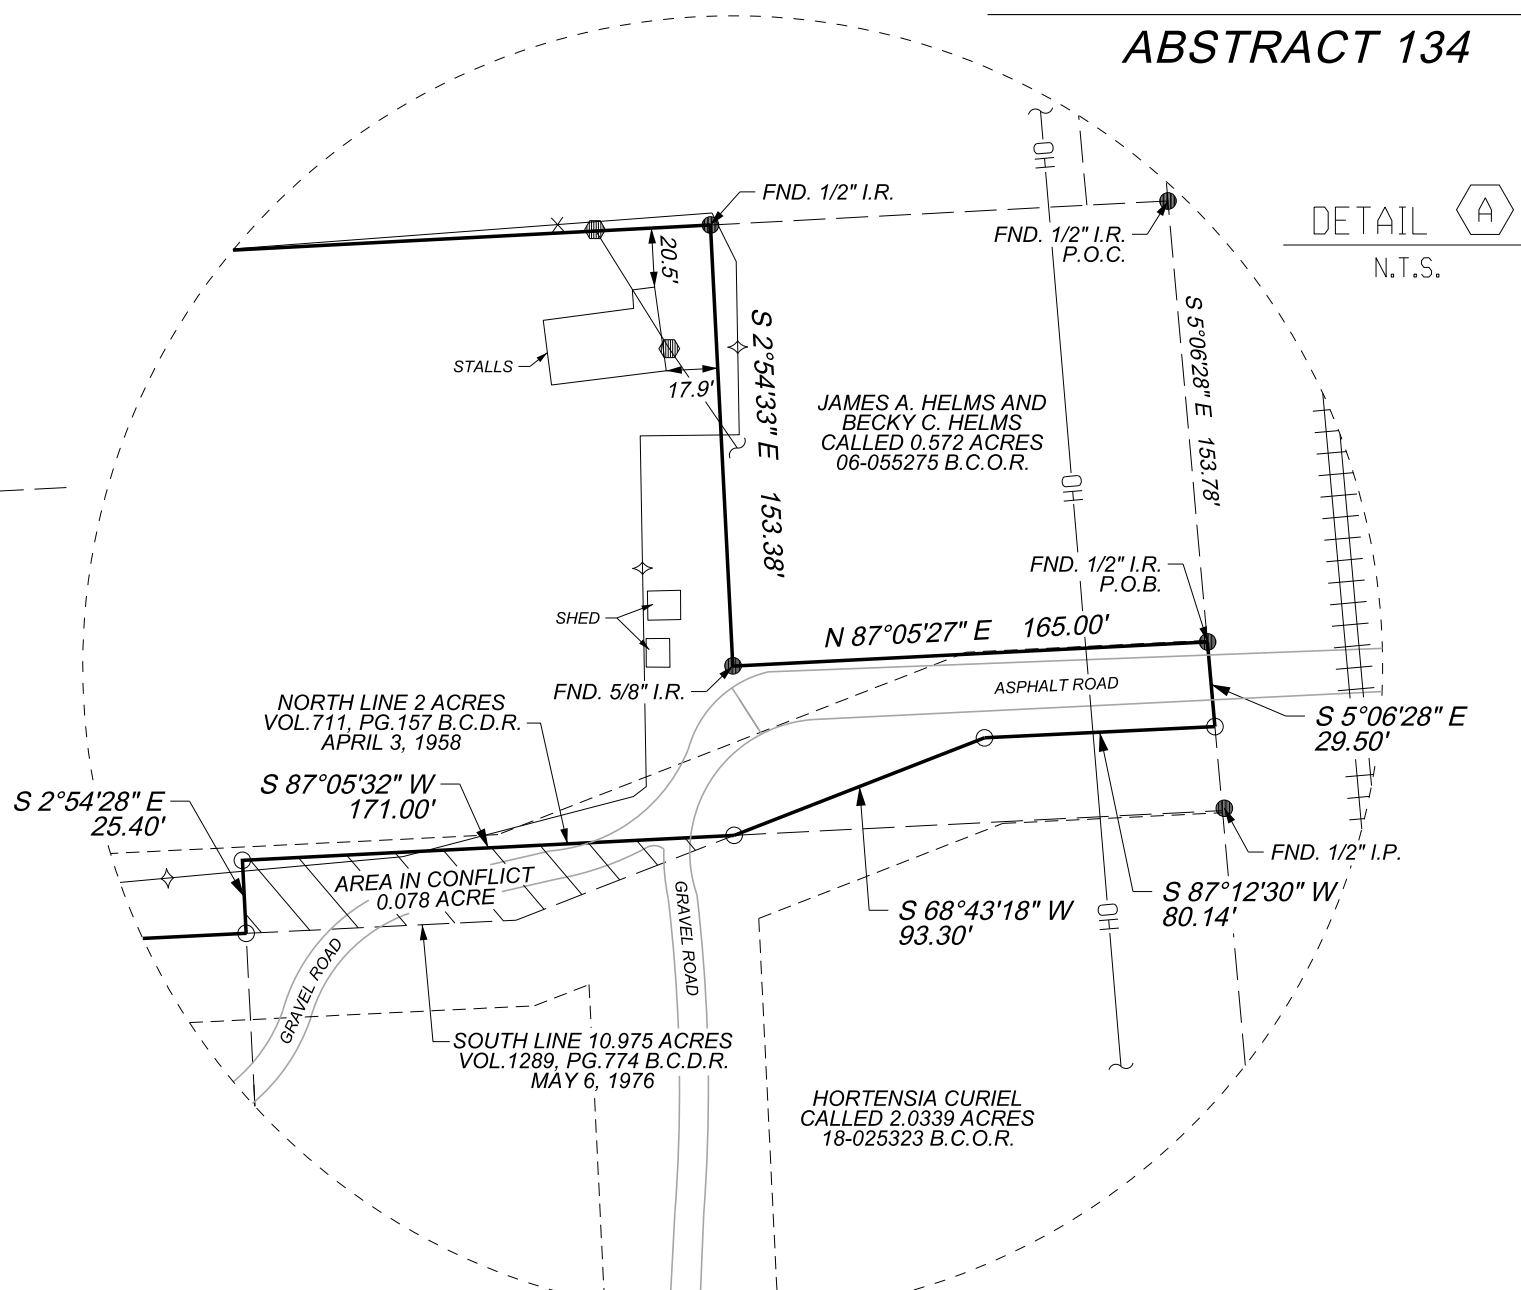 ABSTRACT 134
DETAIL A
N.T.S.
FND. 1/2" I.R.
FND. 1/2" I.R.
P.O.C.
20.5'
STALLS
17.9'
S 2°54'33" E 153.38'
S 5°06'28" E 153.78'
JAMES A. HELMS AND
BECKY C. HELMS
CALLED 0.572 ACRES
06-055275 B.C.O.R.
OH
OH
OH
FND. 1/2" I.R.
P.O.B.
SHED
N 87°05'27" E 165.00'
FND. 5/8" I.R.
ASPHALT ROAD
S 5°06'28" E
29.50'
NORTH LINE 2 ACRES
VOL.711, PG.157 B.C.D.R.
APRIL 3, 1958
S 87°05'32" W
171.00'
S 2°54'28" E
25.40'
AREA IN CONFLICT
0.078 ACRE
FND. 1/2" I.P.
S 87°12'30" W
80.14'
S 68°43'18" W
93.30'
GRAVEL ROAD
GRAVEL ROAD
SOUTH LINE 10.975 ACRES
VOL.1289, PG.774 B.C.D.R.
MAY 6, 1976
HORTENSIA CURIEL
CALLED 2.0339 ACRES
18-025323 B.C.O.R.